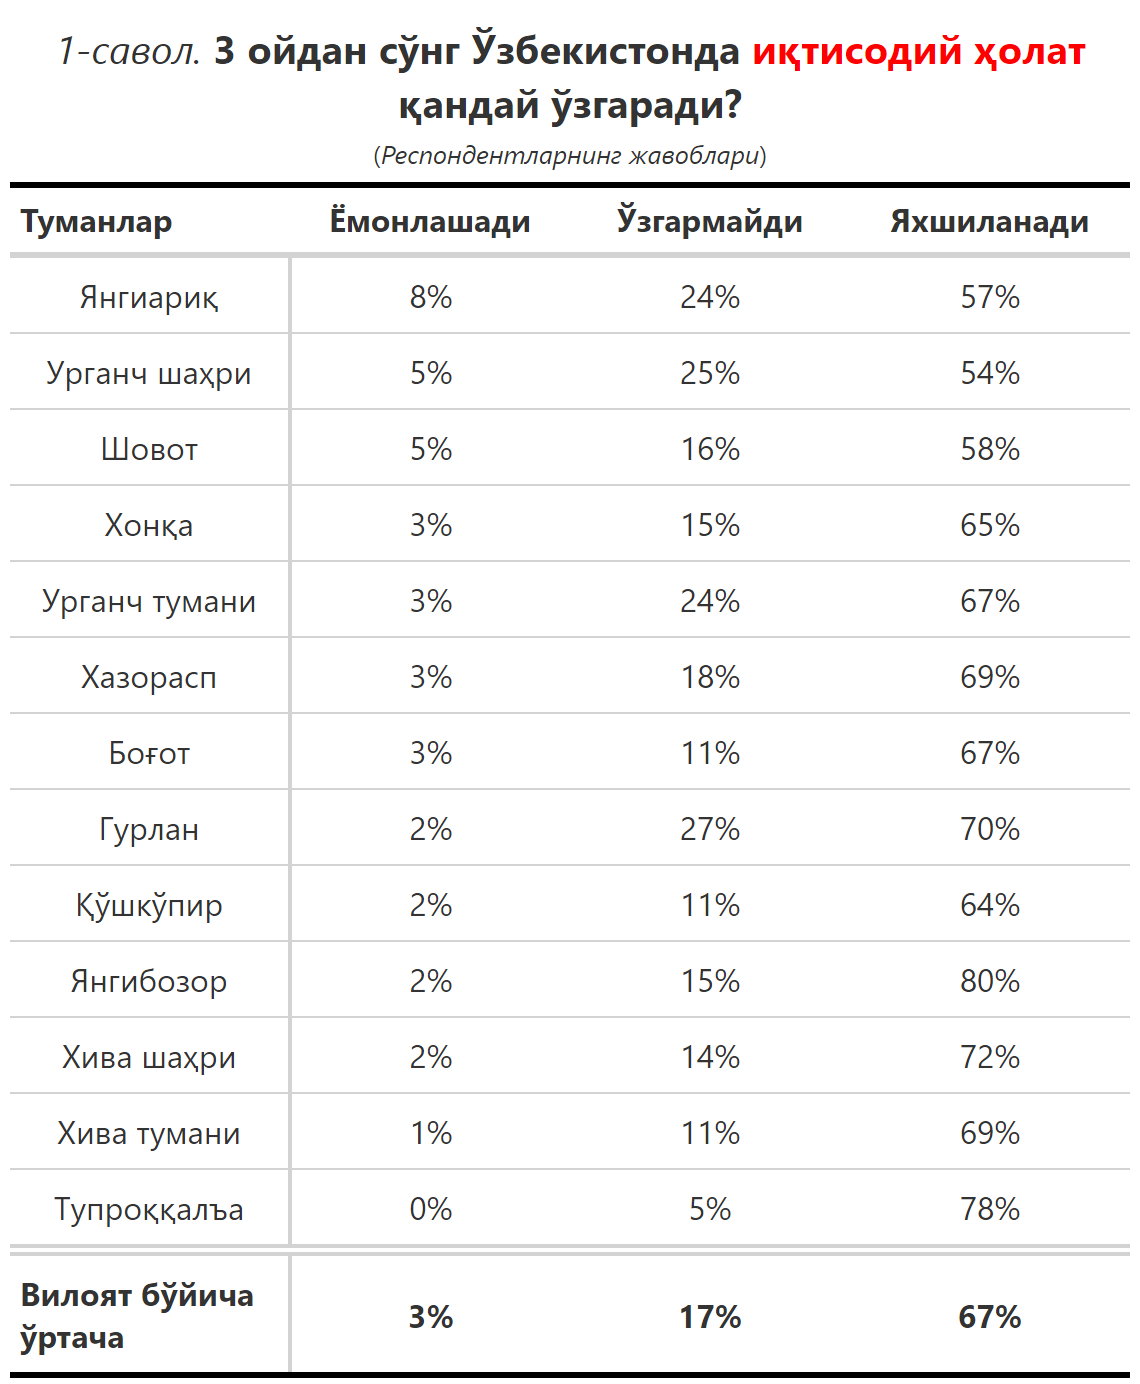 1-савол. 3 ойдан сўнг Ўзбекистонда иқтисодий ҳолат
қандай ўзгаради?
(Респондентларнинг жавоблари)
Туманлар Ёмонлашади Ўзгармайди Яхшиланади
Янгиариқ 8% 24% 57%
Урганч шаҳри 5% 25% 54%
Шовот 5% 16% 58%
Хонқа 3% 15% 65%
Урганч тумани 3% 24% 67%
Хазорасп 3% 18% 69%
Боғот 3% 11% 67%
Гурлан 2% 27% 70%
Қўшкўпир 2% 11% 64%
Янгибозор 2% 15% 80%
Хива шаҳри 2% 14% 72%
Хива тумани 1% 11% 69%
Тупроққалъа 0% 5% 78%
Вилоят бўйича
ўртача 3% 17% 67%